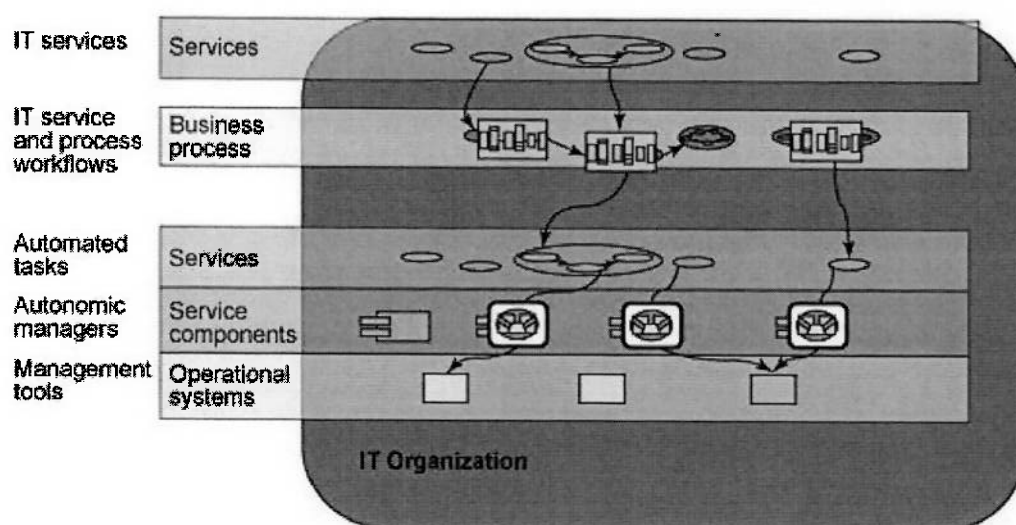 IT services
Services
IT service
and process
workflows
Business
process
Automated
tasks
Services
Autonomic
managers
Service
components
Management
tools
Operational
systems
IT Organization